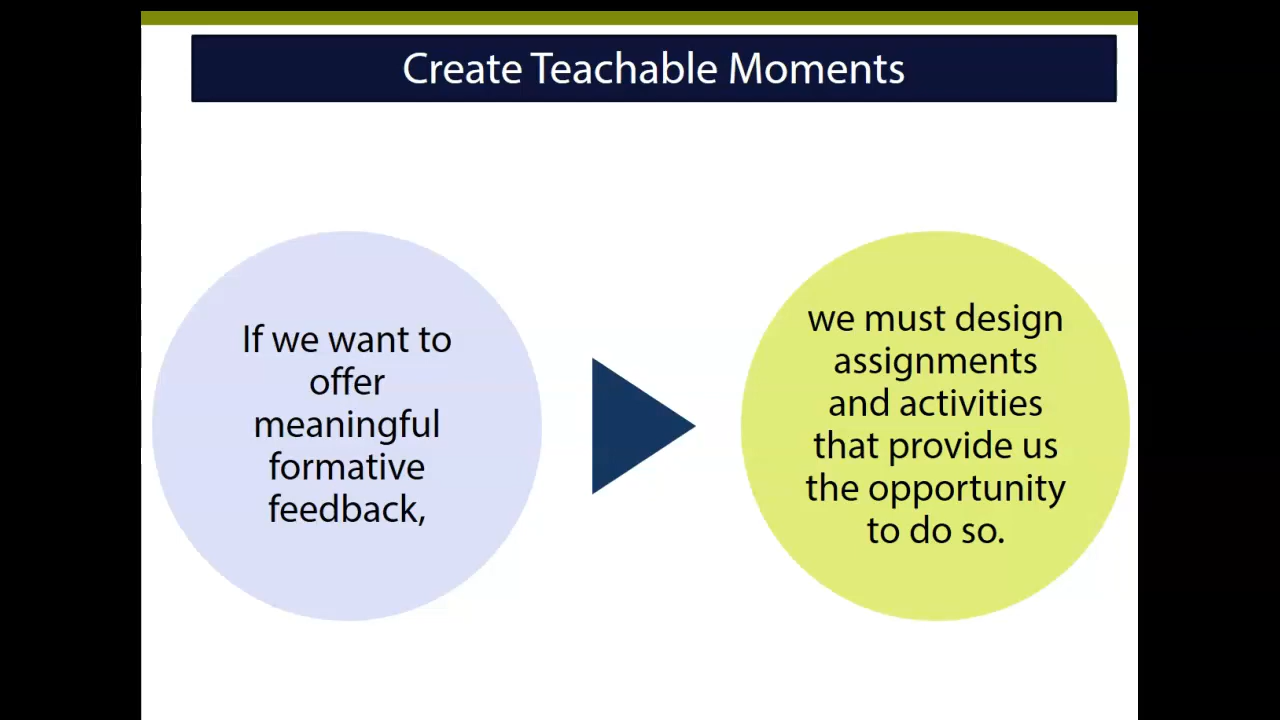 Create Teachable Moments
If we want to
offer
meaningful
formative
feedback,
we must design
assignments
and activities
that provide us
the opportunity
to do so.